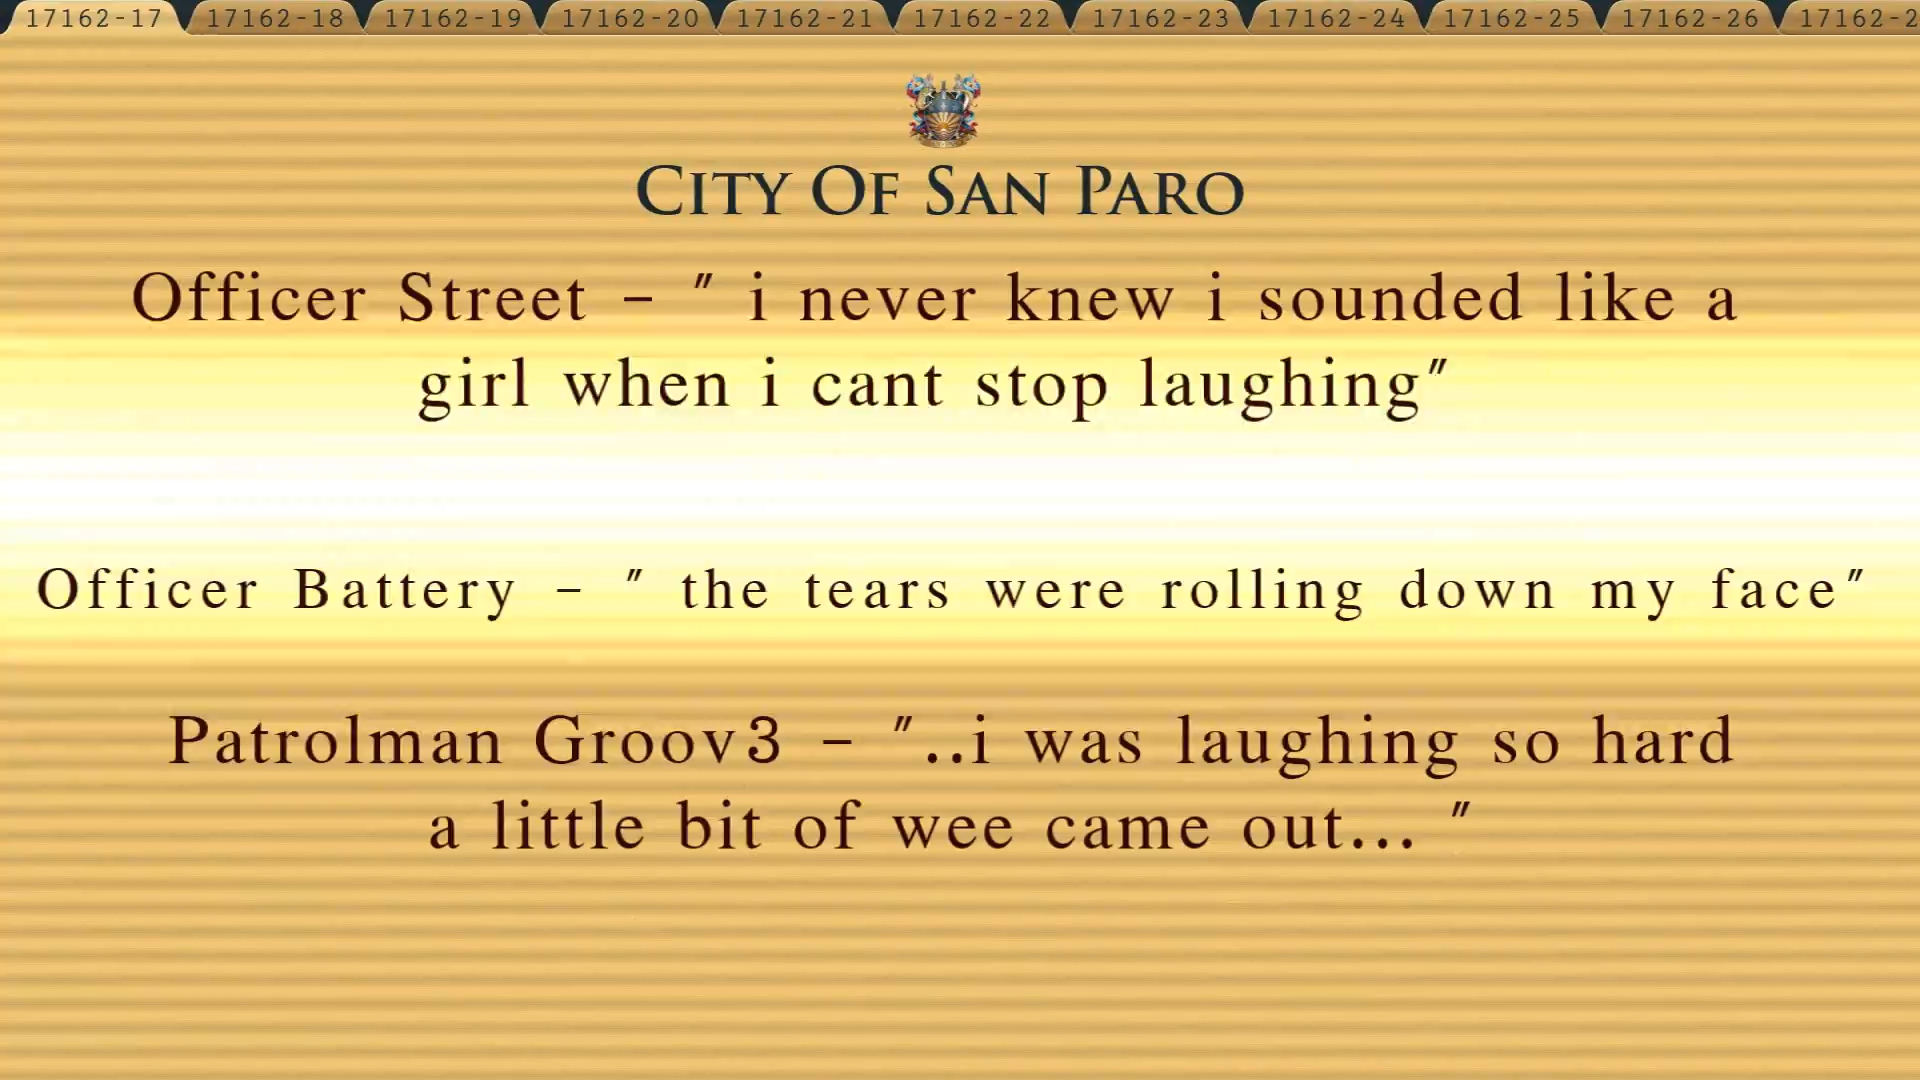 17162-17 17162-18 17162-19 17162-20 17162-21 17162-22 17162-23 17162-24 17162-25 17162-26 17162-2
City Of San Paro
Officer Street - " i never knew i sounded like a
girl when i cant stop laughing"
Officer Battery - " the tears were rolling down my face"
Patrolman Groov3 - "..i was laughing so hard
a little bit of wee came out... "